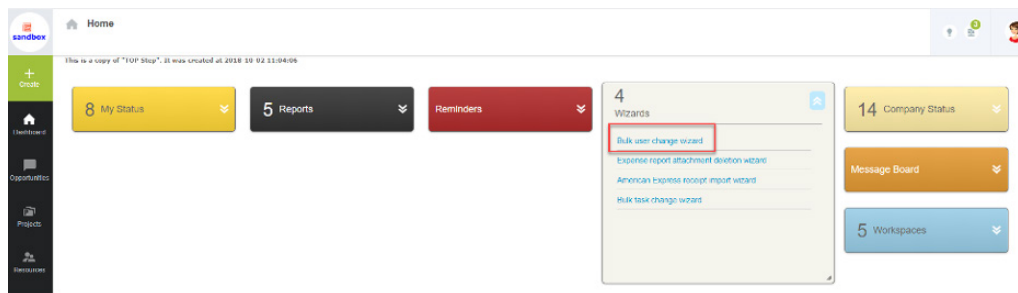 sandbox
Home
3
This is a copy of "TOP Step". It was created at 2018-10-02 11:04:06
Create
Dashboard
Opportunities
Projects
Resources
8 My Status
5 Reports
Reminders
4
Wizards
Bulk user change wizard
Expense report attachment deletion wizard
American Express receipt import wizard
Bulk task change wizard
14 Company Status
Message Board
5 Workspaces